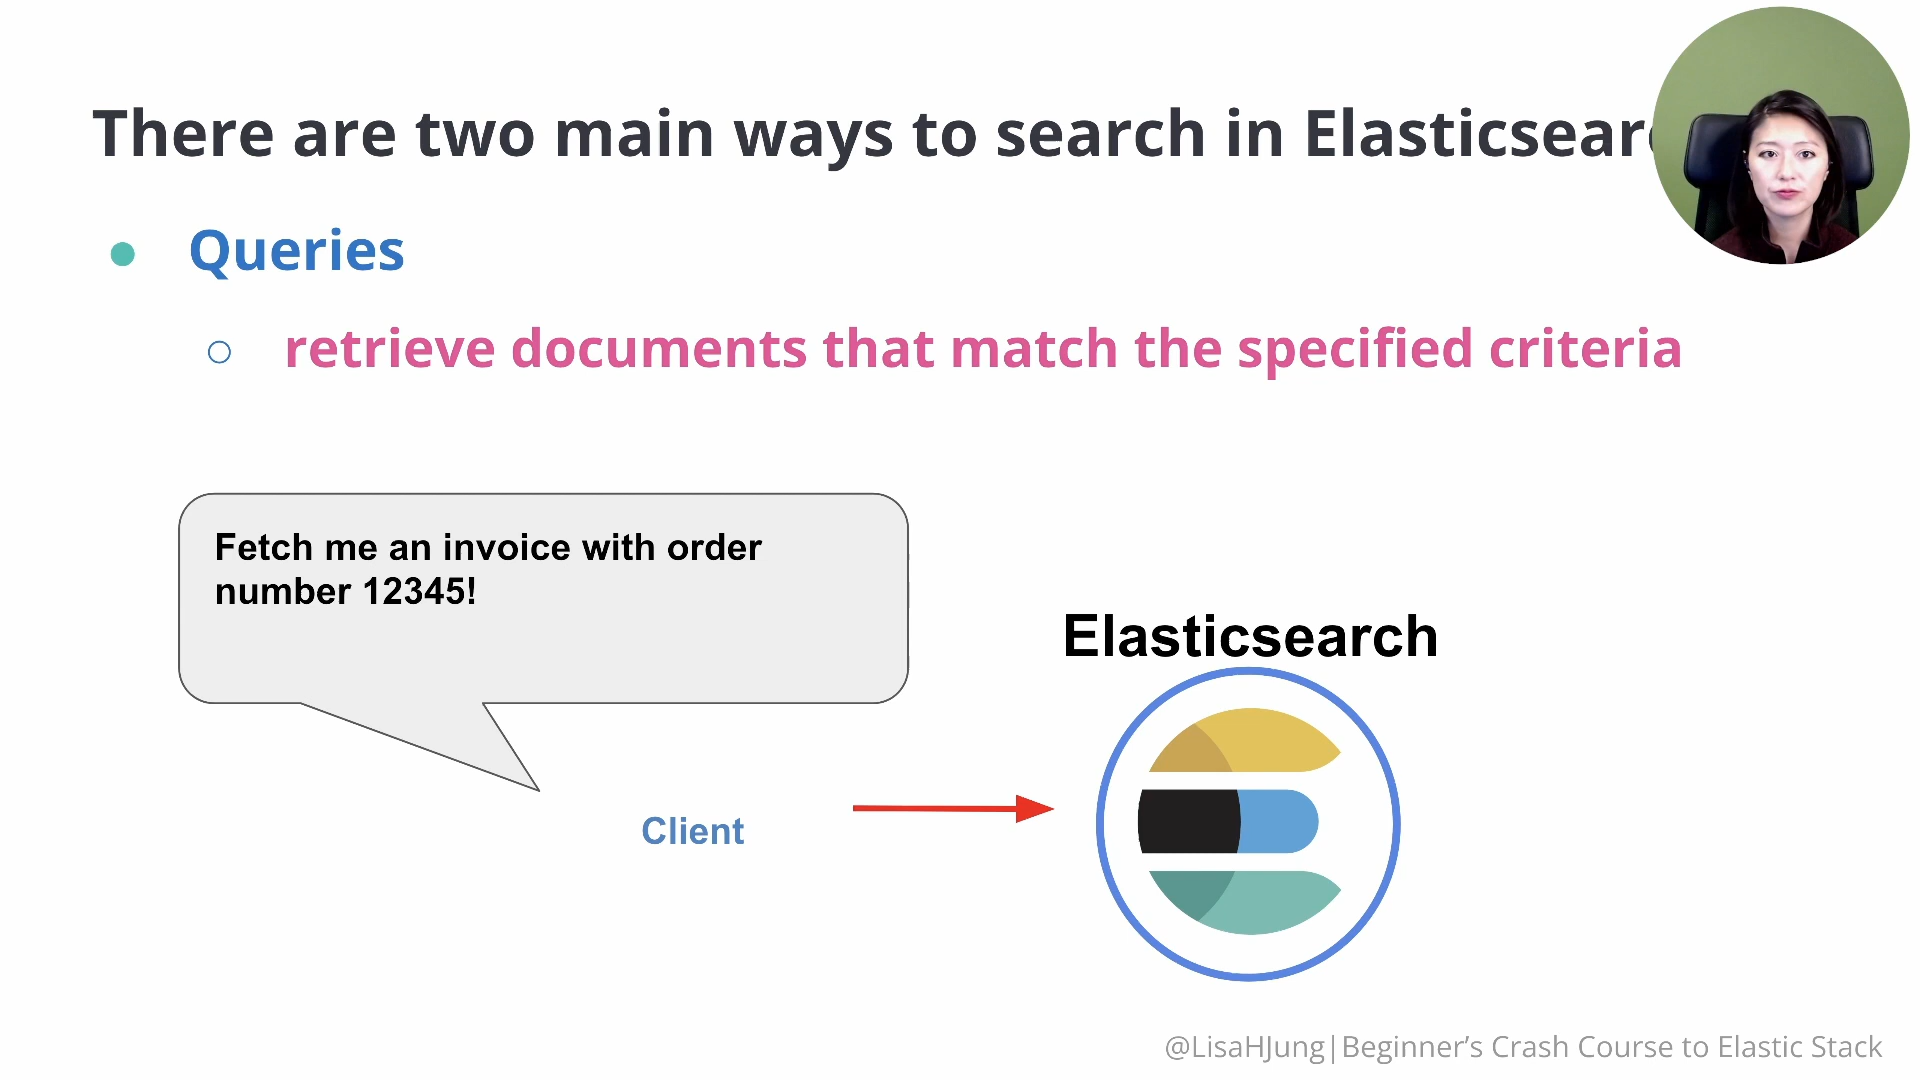 There are two main ways to search in Elasticsear
Queries
retrieve documents that match the specified criteria
Fetch me an invoice with order
number 12345!
Elasticsearch
Client
@LisaHJung|Beginner’s Crash Course to Elastic Stack